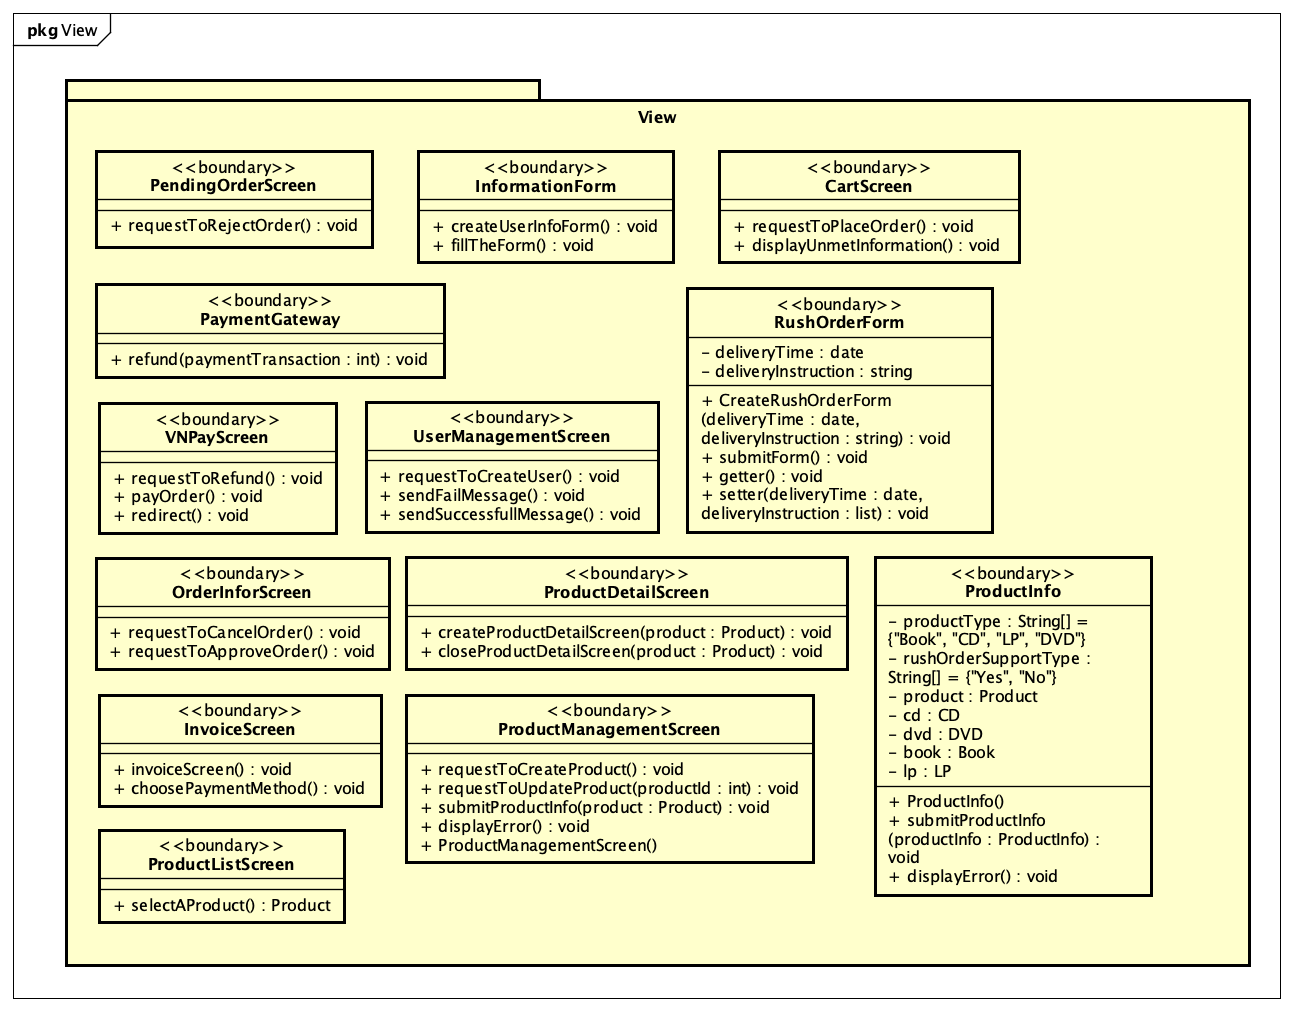 pkg View
View
<<boundary>>
PendingOrderScreen
+ requestToRejectOrder() : void
<<boundary>>
InformationForm
+ createUserInfoForm() : void
+ fillTheForm() : void
<<boundary>>
CartScreen
+ requestToPlaceOrder() : void
+ displayUnmetInformation() : void
<<boundary>>
PaymentGateway
+ refund(paymentTransaction : int) : void
<<boundary>>
RushOrderForm
- deliveryTime : date
- deliveryInstruction : string
+ CreateRushOrderForm
(deliveryTime : date,
deliveryInstruction : string) : void
+ submitForm() : void
+ getter() : void
+ setter(deliveryTime : date,
deliveryInstruction : list) : void
<<boundary>>
VNPayScreen
+ requestToRefund() : void
+ payOrder() : void
+ redirect() : void
<<boundary>>
UserManagementScreen
+ requestToCreateUser() : void
+ sendFailMessage() : void
+ sendSuccessfullMessage() : void
<<boundary>>
OrderInforScreen
+ requestToCancelOrder() : void
+ requestToApproveOrder() : void
<<boundary>>
ProductDetailScreen
+ createProductDetailScreen(product : Product) : void
+ closeProductDetailScreen(product : Product) : void
<<boundary>>
ProductInfo
- productType : String[] =
{"Book", "CD", "LP", "DVD"}
- rushOrderSupportType :
String[] = {"Yes", "No"}
- product : Product
- cd : CD
- dvd : DVD
- book : Book
- lp : LP
+ ProductInfo()
+ submitProductInfo
(productInfo : ProductInfo) :
void
+ displayError() : void
<<boundary>>
InvoiceScreen
+ invoiceScreen() : void
+ choosePaymentMethod() : void
<<boundary>>
ProductManagementScreen
+ requestToCreateProduct() : void
+ requestToUpdateProduct(productId : int) : void
+ submitProductInfo(product : Product) : void
+ displayError() : void
+ ProductManagementScreen()
<<boundary>>
ProductListScreen
+ selectAProduct() : Product